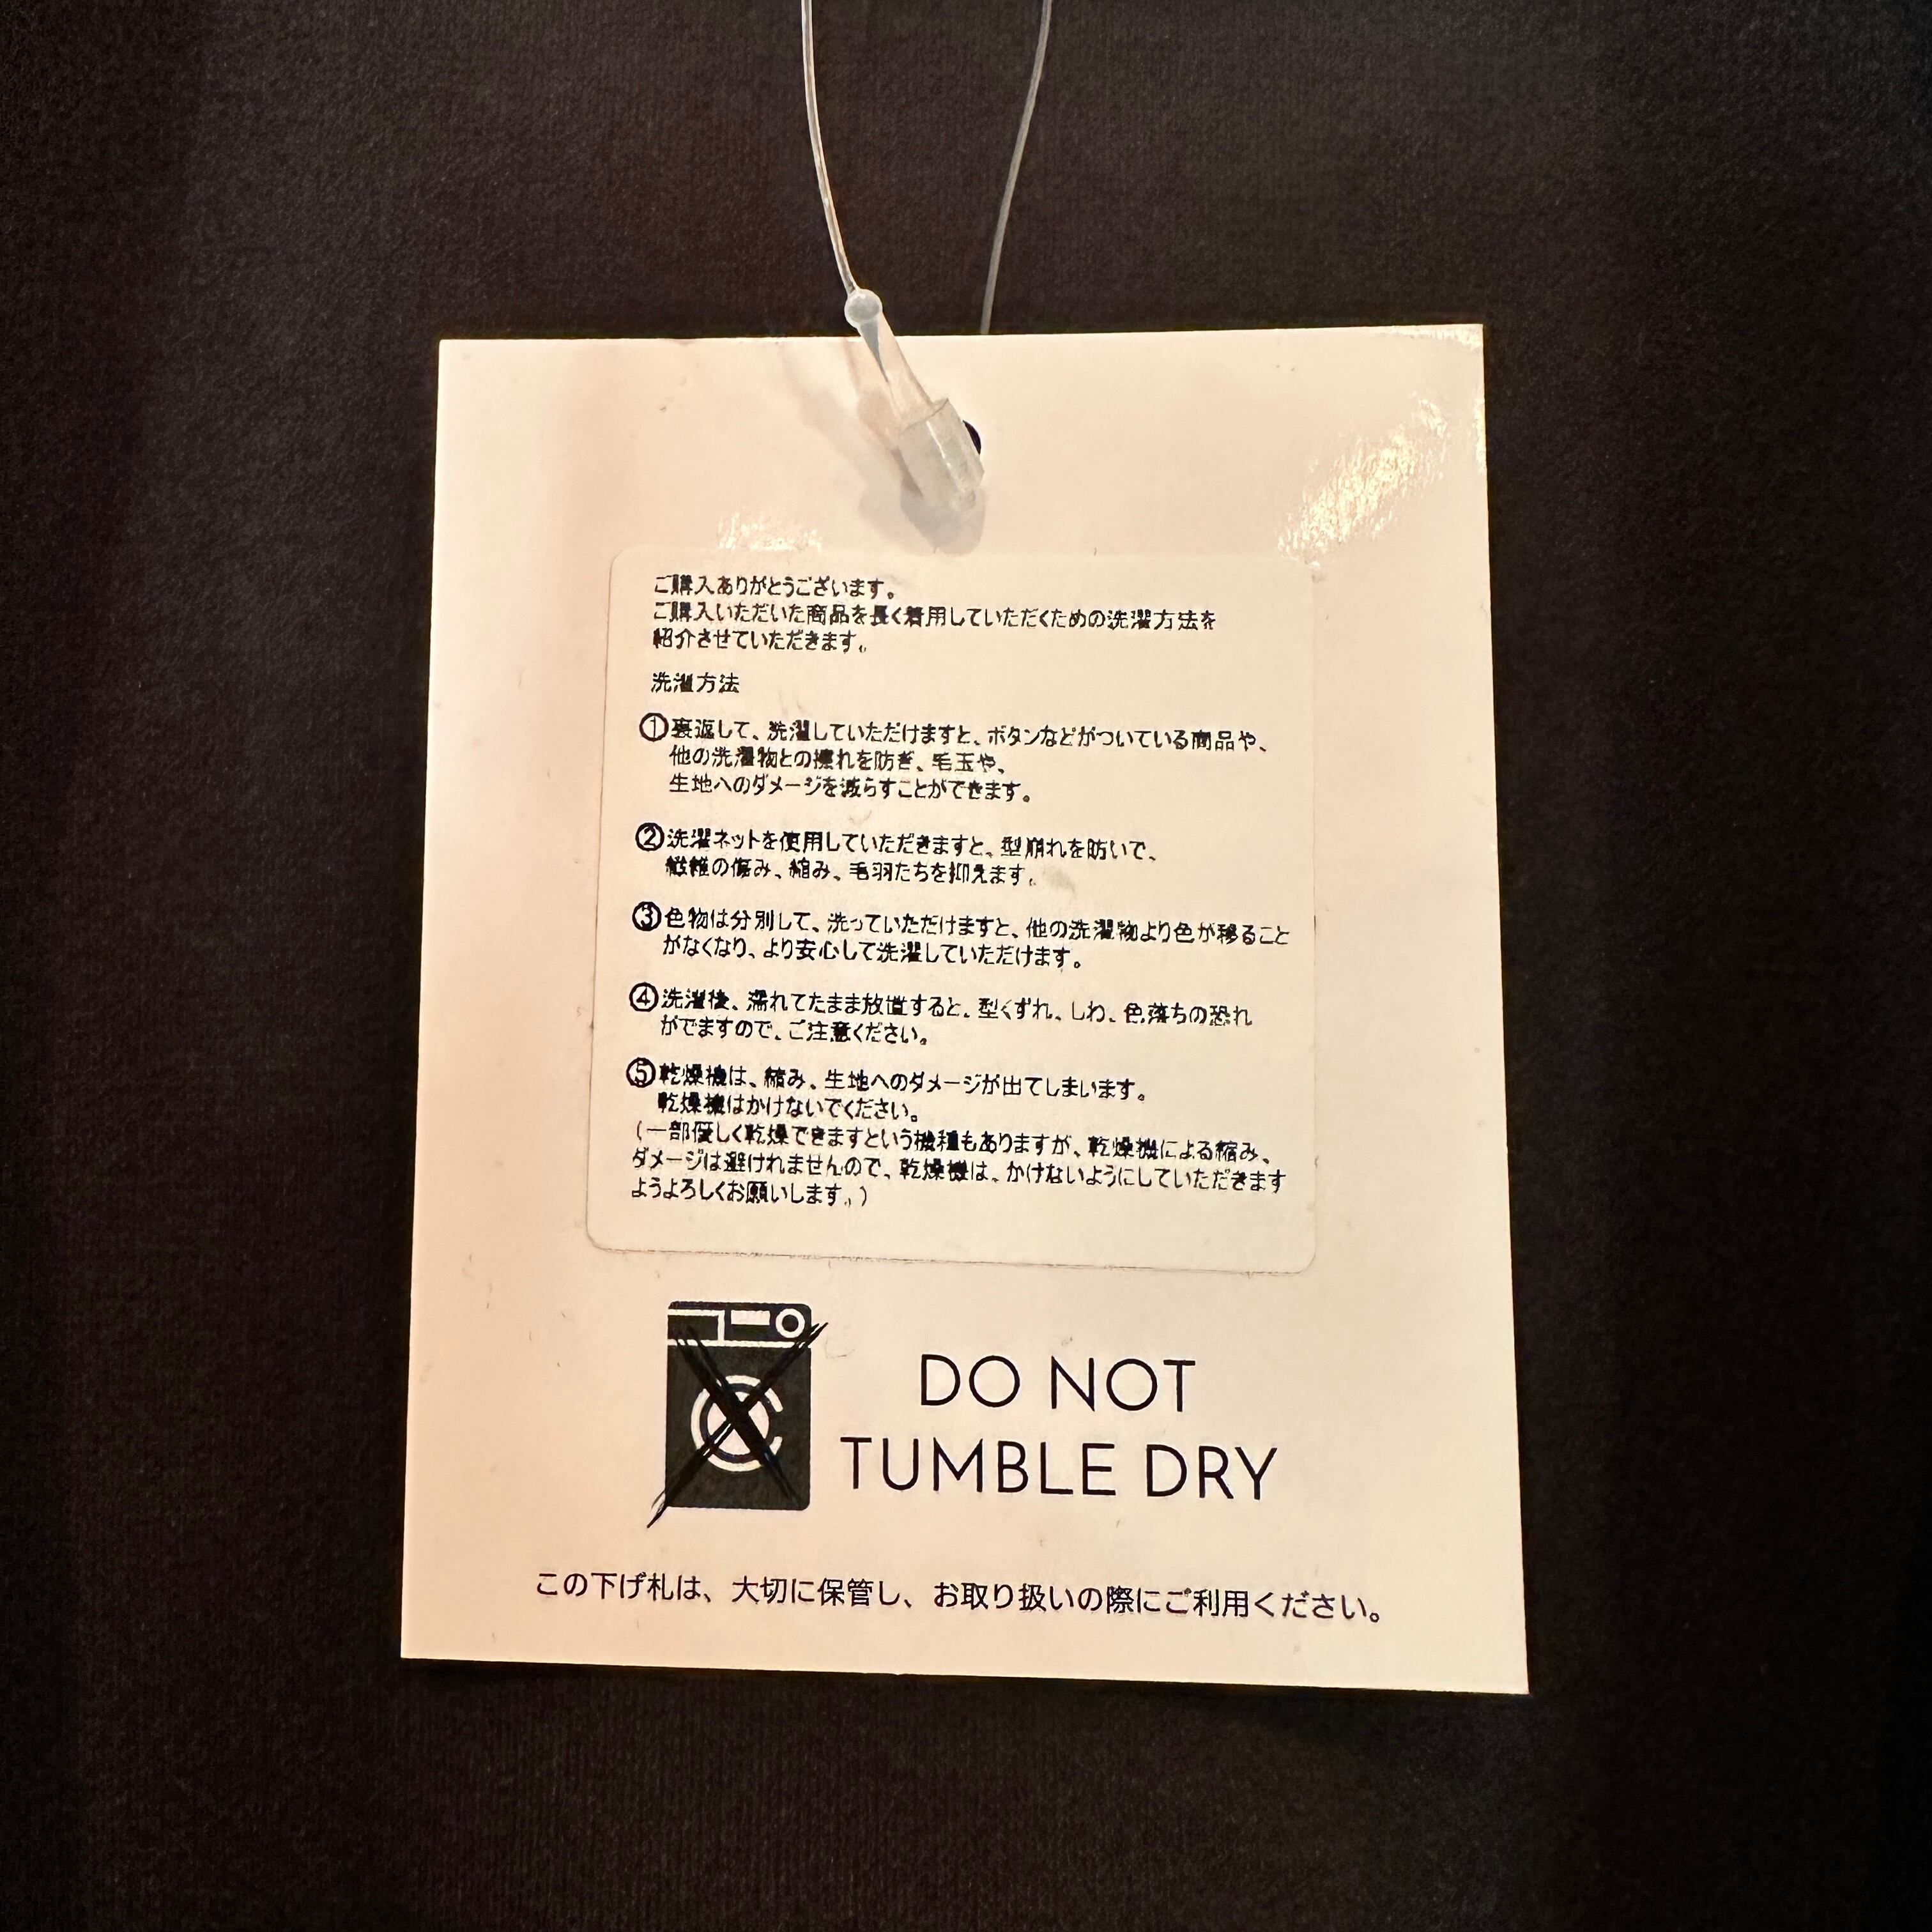 ご購入ありがとうございます。
ご購入いただいた商品を長く着用していただくための洗濯方法を
紹介させていただきます。
洗濯方法
①裏返して、洗濯していただけますと、ボタンなどがついている商品や、
他の洗濯物との擦れを防ぎ、毛玉や、
生地へのダメージを減らすことができます。
②洗濯ネットを使用していただきますと、型崩れを防いで、
繊維の傷み、縮み、毛羽たちを抑えます。
③色物は分別して、洗っていただけますと、他の洗濯物より色が移ること
がなくなり、より安心して洗濯していただけます。
④洗濯後、濡れてたまま放置すると、型くずれ、しわ、色落ちの恐れ
がでますので、ご注意ください。
⑤乾燥機は、縮み、生地へのダメージが出てしまいます。
乾燥機はかけないでください。
(一部優しく乾燥できますという機種もありますが、乾燥機による縮み、
ダメージは避けれませんので、乾燥機は、かけないようにしていただきます
ようよろしくお願いします。)
DO NOT
TUMBLE DRY
この下げ札は、大切に保管し、お取り扱いの際にご利用ください。